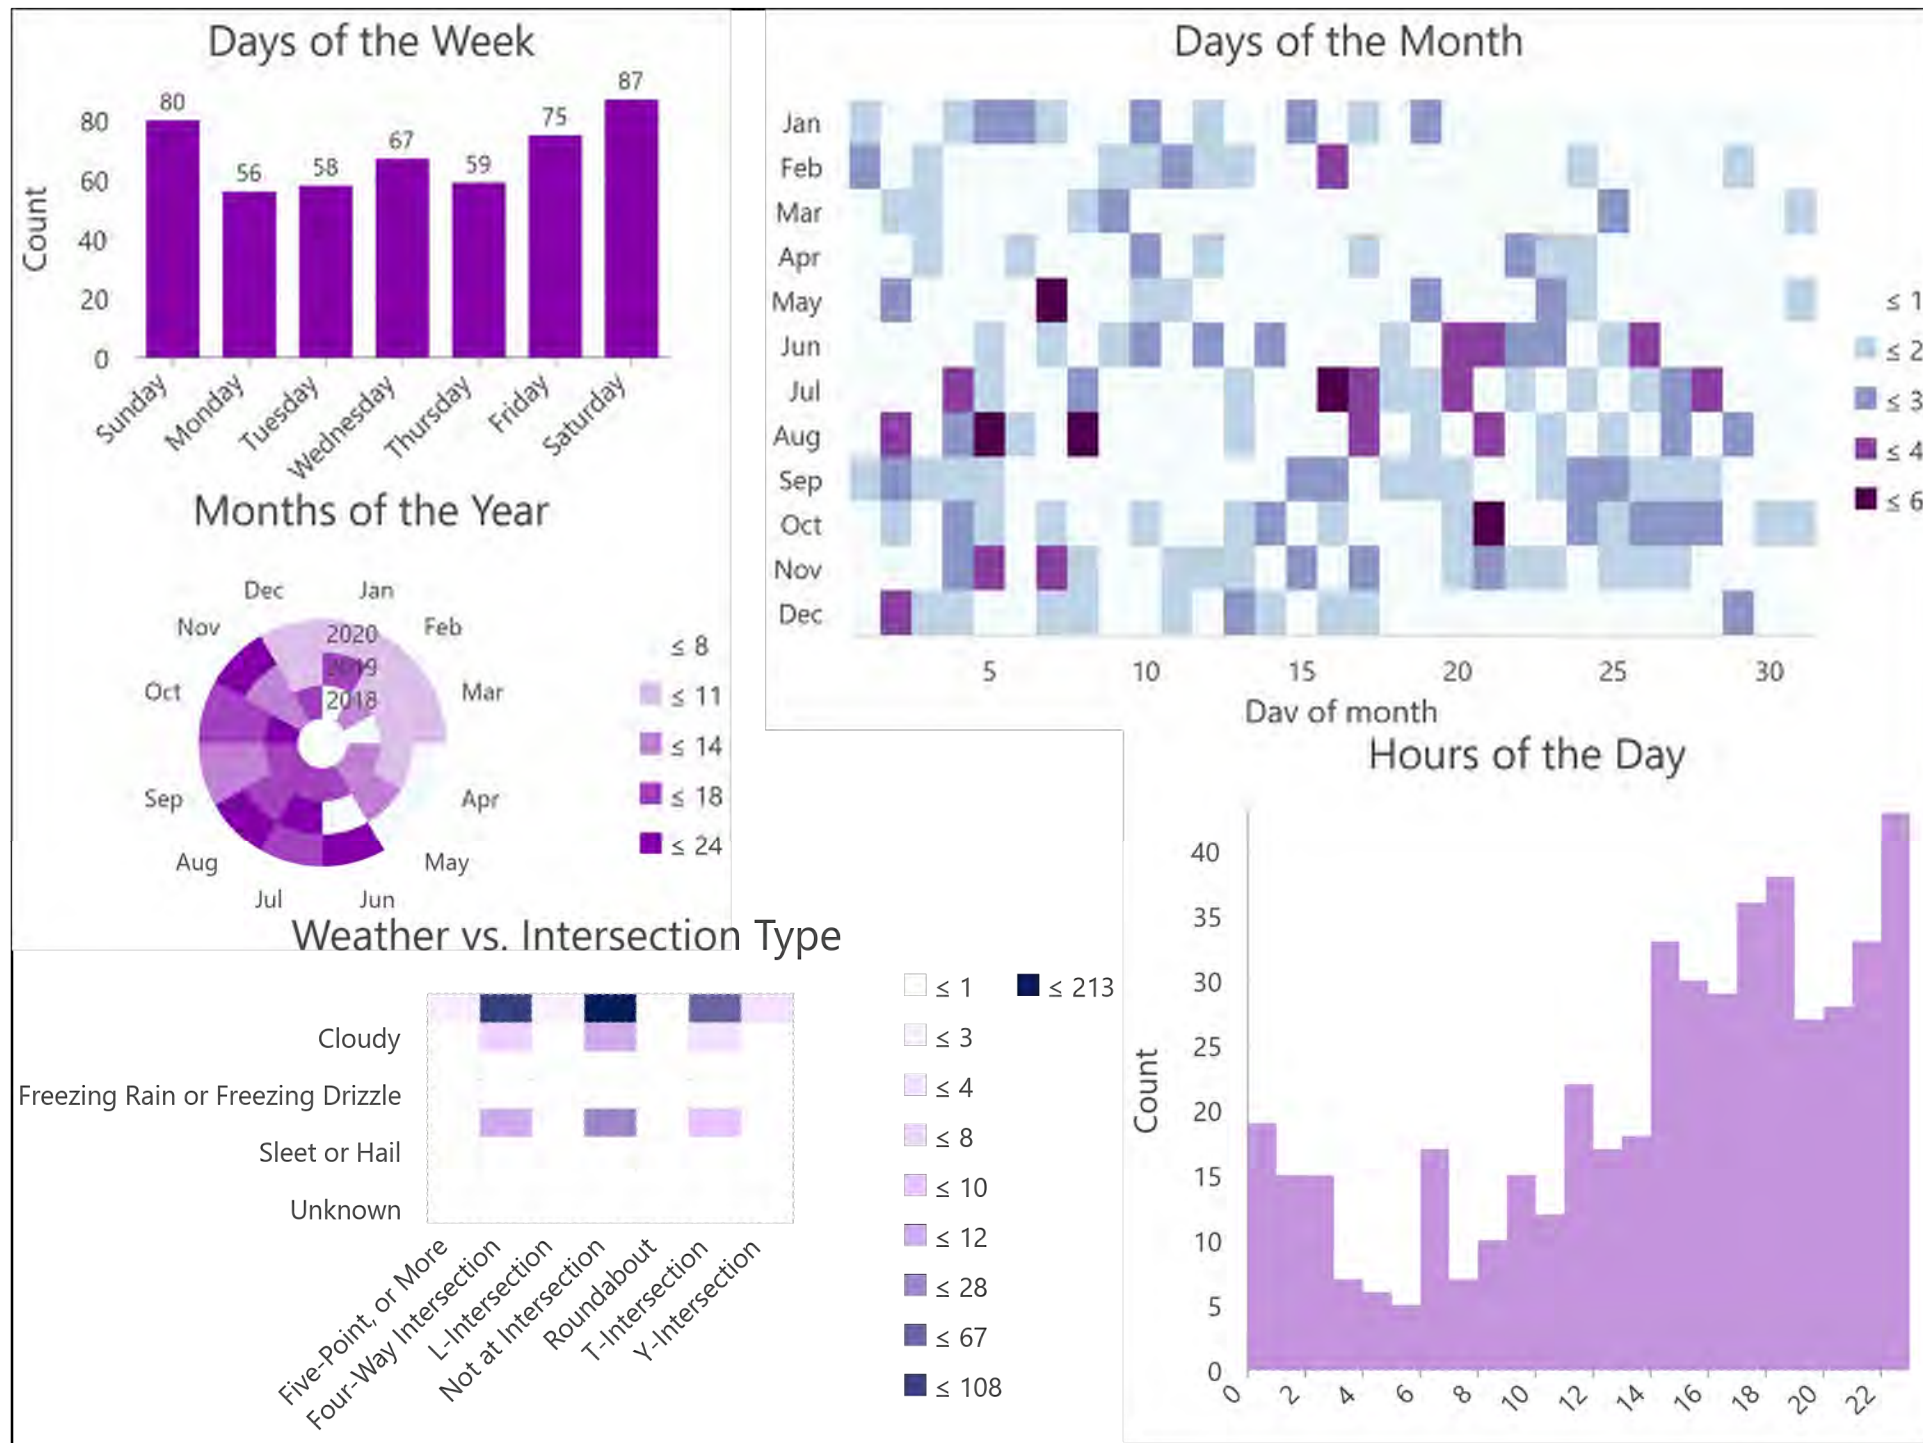 Days of the Week
87
80
75
67
59
58
56
80
60
40
20
0
Count
Sunday
Monday
Tuesday
Wednesday
Thursday
Friday
Saturday
Months of the Year
Dec
Jan
Nov
Feb
Oct
Mar
Sep
Apr
Aug
May
Jul
Jun
2020
2019
2018
≤ 8
≤ 11
≤ 14
≤ 18
≤ 24
Days of the Month
Jan
Feb
Mar
Apr
May
Jun
Jul
Aug
Sep
Oct
Nov
Dec
5 10 15 20 25 30
Day of month
≤ 1
≤ 2
≤ 3
≤ 4
≤ 6
Weather vs. Intersection Type
Cloudy
Freezing Rain or Freezing Drizzle
Sleet or Hail
Unknown
Five-Point, or More
Four-Way Intersection
L-Intersection
Not at Intersection
Roundabout
T-Intersection
Y-Intersection
≤ 1
≤ 3
≤ 4
≤ 8
≤ 10
≤ 12
≤ 28
≤ 67
≤ 108
≤ 213
Hours of the Day
40
35
30
25
20
15
10
5
0
Count
0 2 4 6 8 10 12 14 16 18 20 22